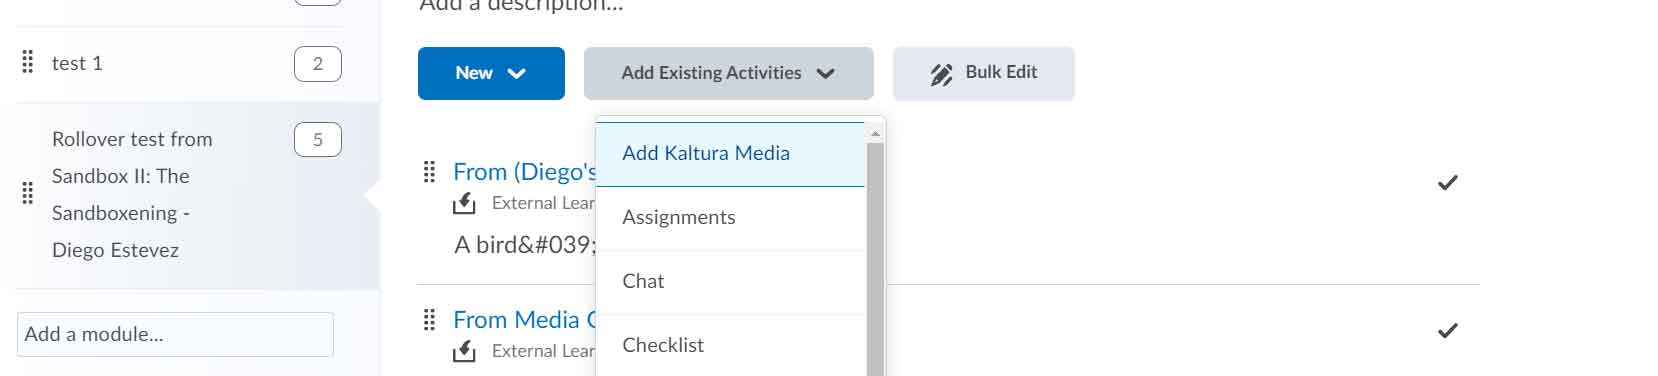 Add a description...
test 1
2
Rollover test from
Sandbox II: The
Sandboxening -
Diego Estevez
5
Add a module...
New
Add Existing Activities
Bulk Edit
Add Kaltura Media
Assignments
Chat
Checklist
From (Diego's
External Lear
A bird&#039;
From Media
External Lear